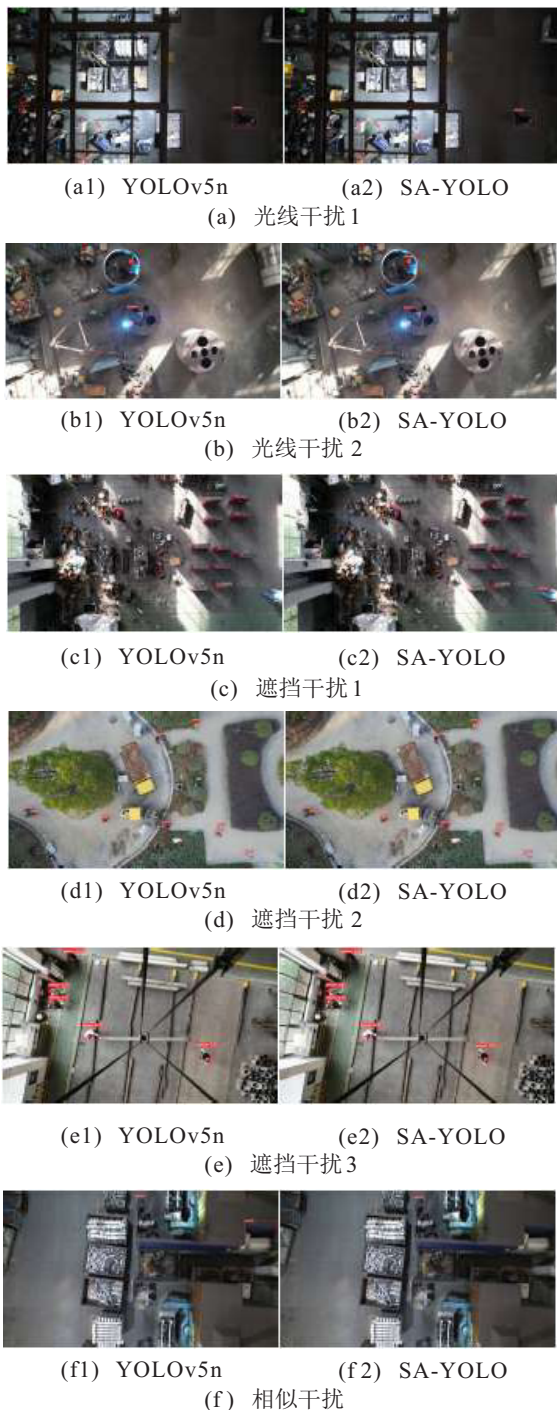 (a1) YOLOv5n (a2) SA-YOLO
(a) 光线干扰1
(b1) YOLOv5n (b2) SA-YOLO
(b) 光线干扰 2
(c1) YOLOv5n (c2) SA-YOLO
(c) 遮挡干扰1
(d1) YOLOv5n (d2) SA-YOLO
(d) 遮挡干扰 2
(e1) YOLOv5n (e2) SA-YOLO
(e) 遮挡干扰3
(f1) YOLOv5n (f 2) SA-YOLO
(f ) 相似干扰